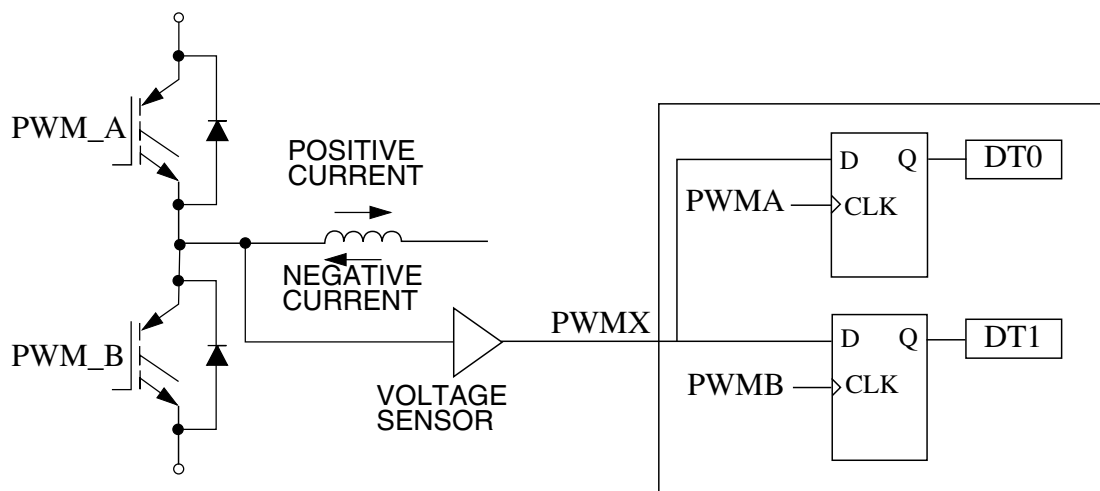 PWM_A
POSITIVE
CURRENT
NEGATIVE
CURRENT
PWM_B
VOLTAGE
SENSOR
PWMX
D Q
DT0
PWMA
CLK
D Q
DT1
PWMB
CLK